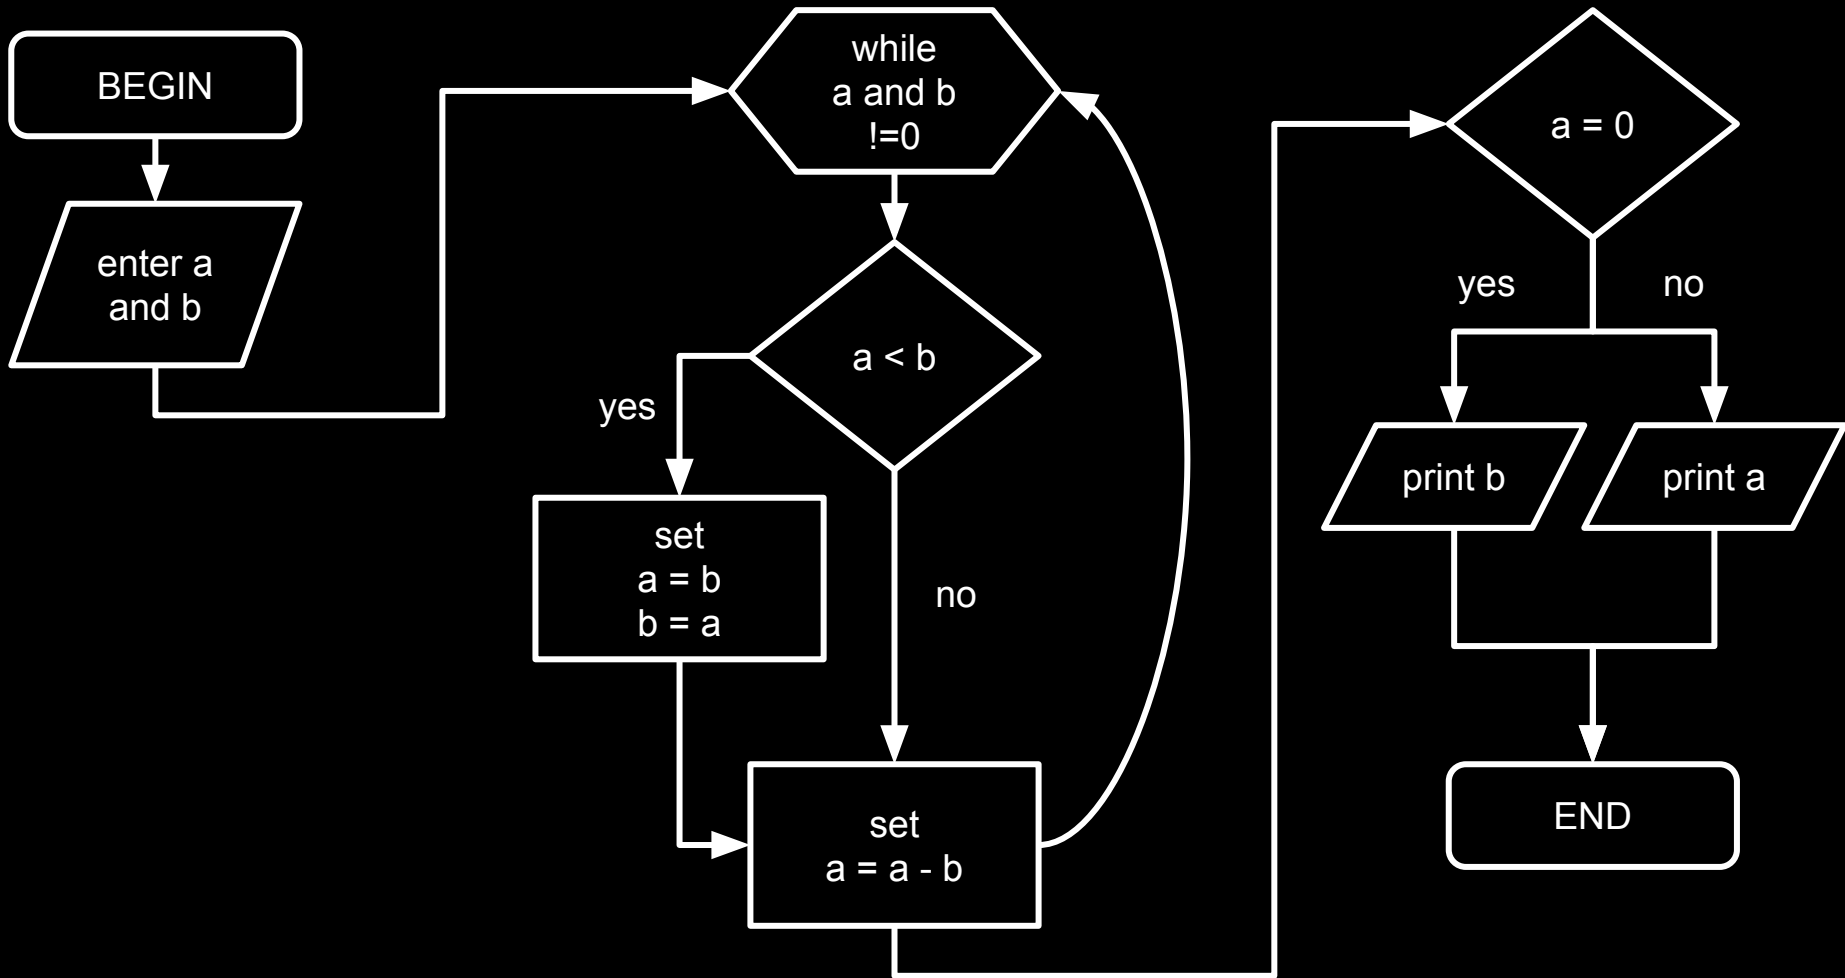 BEGIN
enter a
and b
while
a and b
!=0
a < b
yes
no
set
a = b
b = a
set
a = a - b
a = 0
yes
no
print b
print a
END